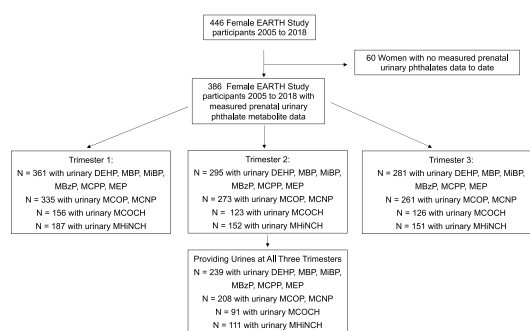 446 Female EARTH Study
participants 2005 to 2018
60 Women with no measured prenatal
urinary phthalates data to date
386 Female EARTH Study
participants 2005 to 2018 with
measured prenatal urinary
phthalate metabolite data
Trimester 1:
N = 361 with urinary DEHP, MBP, MiBP,
MBzP, MCPP, MEP
N = 335 with urinary MCOP, MCNP
N = 156 with urinary MCOCH
N = 187 with urinary MHiNCH
Trimester 2:
N = 295 with urinary DEHP, MBP, MiBP,
MBzP, MCPP, MEP
N = 273 with urinary MCOP, MCNP
N = 123 with urinary MCOCH
N = 152 with urinary MHiNCH
Trimester 3:
N = 281 with urinary DEHP, MBP, MiBP,
MBzP, MCPP, MEP
N = 261 with urinary MCOP, MCNP
N = 126 with urinary MCOCH
N = 151 with urinary MHiNCH
Providing Urines at All Three Trimesters
N = 239 with urinary DEHP, MBP, MiBP,
MBzP, MCPP, MEP
N = 208 with urinary MCOP, MCNP
N = 91 with urinary MCOCH
N = 111 with urinary MHiNCH